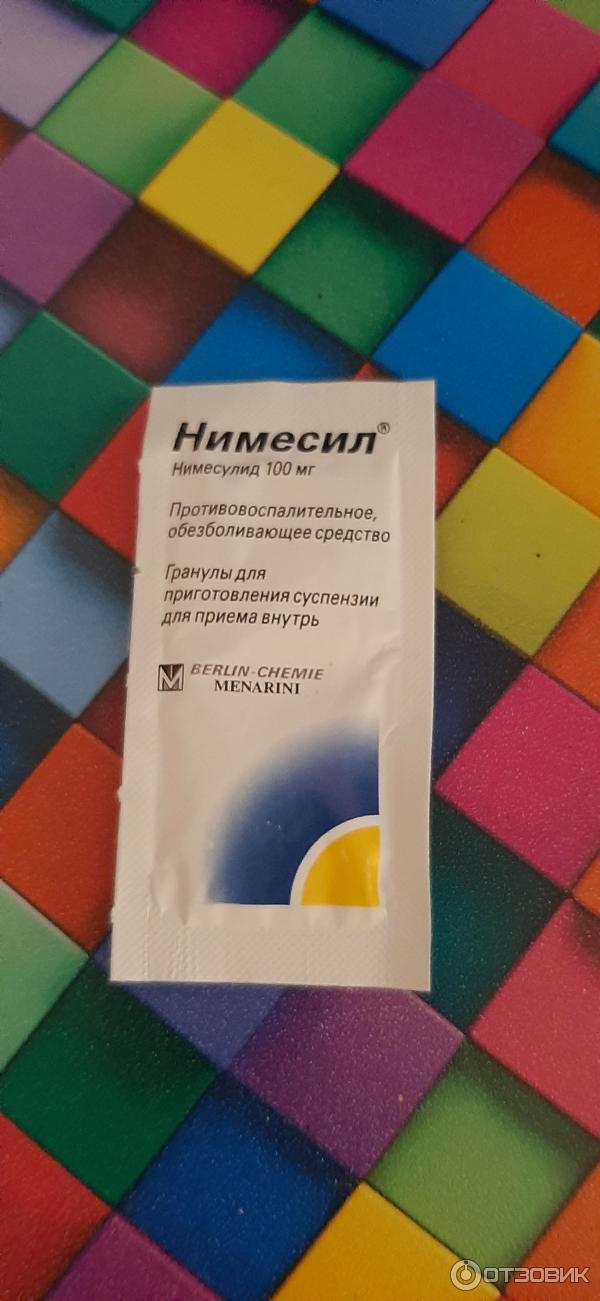 Нимесил®
Нимесулид 100 мг
Противовоспалительное,
обезболивающее средство
Гранулы для
приготовления суспензии
для приема внутрь
BERLIN-CHEMIE
MENARINI
ОТЗОВИК